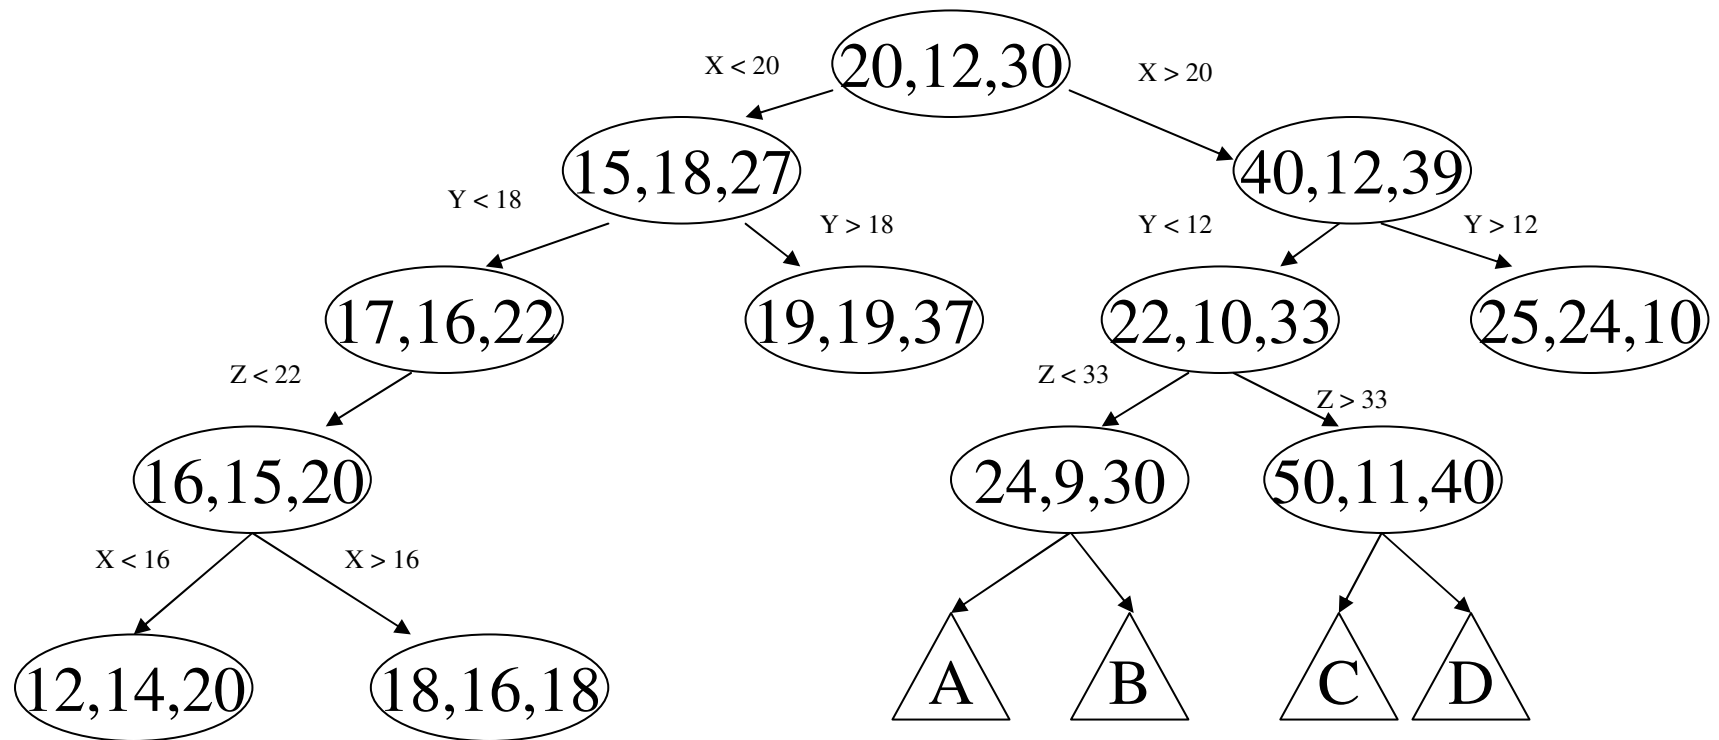 20,12,30
X < 20
X > 20
15,18,27
40,12,39
Y < 18
Y > 18
Y < 12
Y > 12
17,16,22
19,19,37
22,10,33
25,24,10
Z < 22
Z < 33
Z > 33
16,15,20
24,9,30
50,11,40
X < 16
X > 16
12,14,20
18,16,18
A
B
C
D